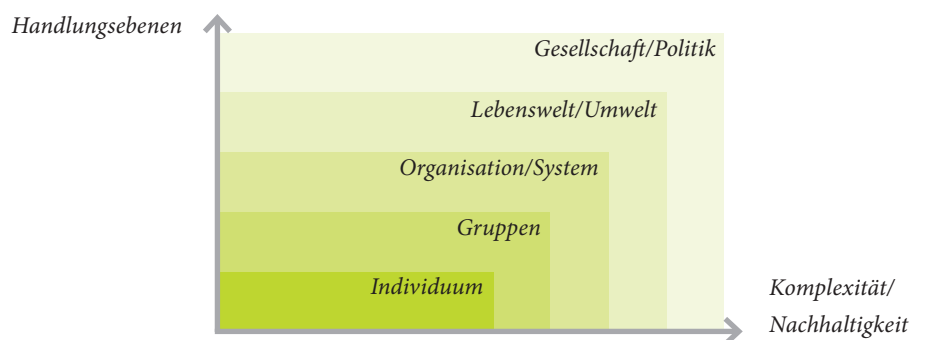 Handlungsebenen
Gesellschaft/Politik
Lebenswelt/Umwelt
Organisation/System
Gruppen
Individuum
Komplexität/
Nachhaltigkeit